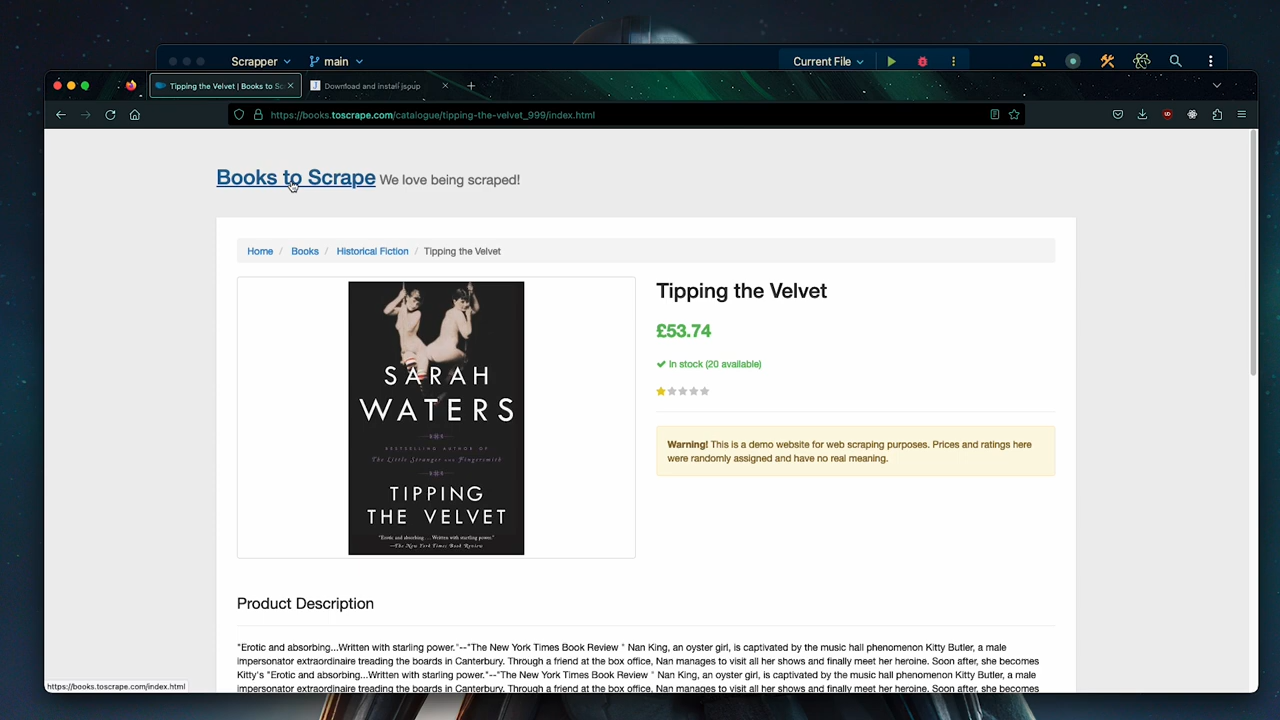 Scrapper
main
Current File
Tipping the Velvet | Books to Sc
Download and install jsoup
https://books.toscrape.com/catalogue/tipping-the-velvet_999/index.html
Books to Scrape We love being scraped!
Home / Books / Historical Fiction / Tipping the Velvet
SARAH
WATERS
BESTSELLING AUTHOR OF
The Little Stranger and Fingersmith
TIPPING
THE VELVET
"Erotic and absorbing... Written with starling power."
—The New York Times Book Review
Tipping the Velvet
£53.74
In stock (20 available)
Warning! This is a demo website for web scraping purposes. Prices and ratings here
were randomly assigned and have no real meaning.
Product Description
"Erotic and absorbing...Written with starling power."--"The New York Times Book Review " Nan King, an oyster girl, is captivated by the music hall phenomenon Kitty Butler, a male
impersonator extraordinaire treading the boards in Canterbury. Through a friend at the box office, Nan manages to visit all her shows and finally meet her heroine. Soon after, she becomes
Kitty's "Erotic and absorbing...Written with starling power."--"The New York Times Book Review " Nan King, an oyster girl, is captivated by the music hall phenomenon Kitty Butler, a male
impersonator extraordinaire treading the boards in Canterbury. Through a friend at the box office, Nan manages to visit all her shows and finally meet her heroine. Soon after, she becomes
https://books.toscrape.com/index.html